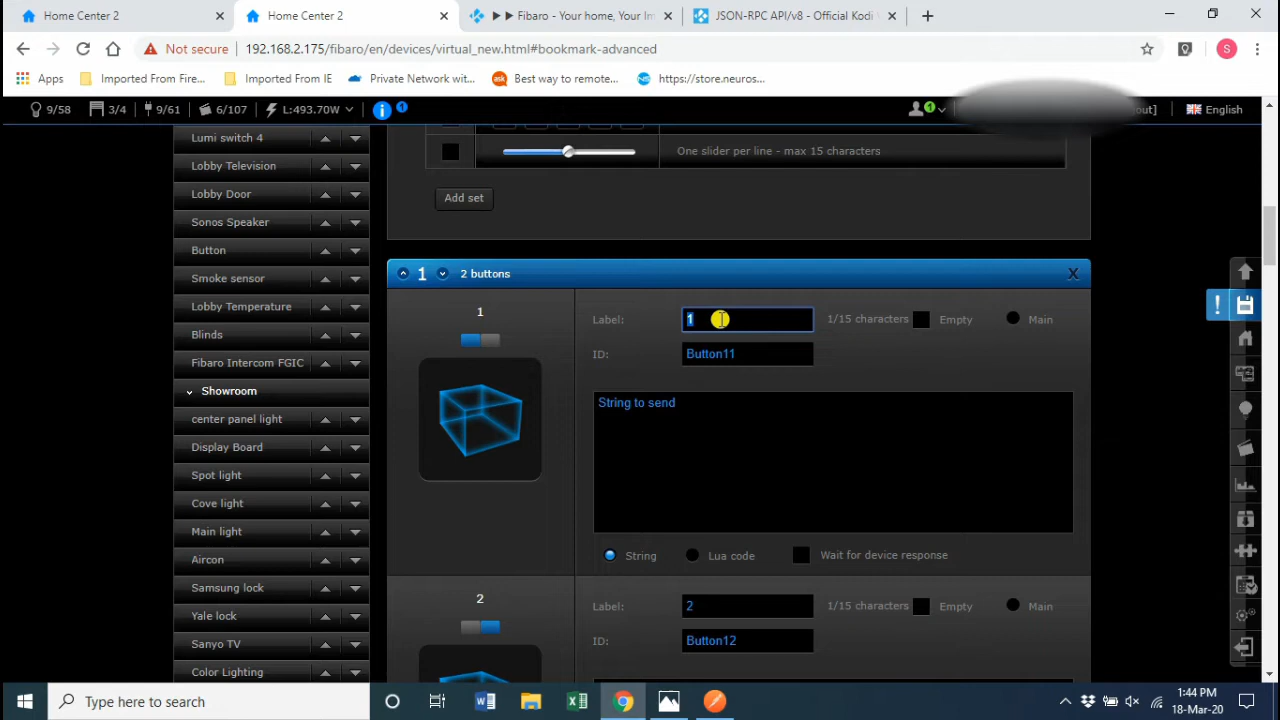 Home Center 2
Home Center 2
► ► Fibaro - Your home, Your Im
JSON-RPC API/v8 - Official Kodi
Not secure
192.168.2.175/fibaro/en/devices/virtual_new.html#bookmark-advanced
S
Apps
Imported From Fire...
Imported From IE
Private Network wit...
ask
Best way to remote...
https://store.neuros...
9/58
3/4
9/61
6/107
L:493.70W
1
1
out]
English
Lumi switch 4
Lobby Television
Lobby Door
Sonos Speaker
Button
Smoke sensor
Lobby Temperature
Blinds
Fibaro Intercom FGIC
Showroom
center panel light
Display Board
Spot light
Cove light
Main light
Aircon
Samsung lock
Yale lock
Sanyo TV
Color Lighting
One slider per line - max 15 characters
Add set
1 2 buttons X
1
Label: 1 1/15 characters Empty Main
ID: Button11
String to send
String Lua code Wait for device response
2
Label: 2 1/15 characters Empty Main
ID: Button12
Type here to search
1:44 PM
18-Mar-20